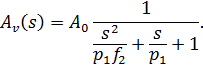 A_v(s) = A_0 \frac{1}{\frac{s^2}{p_1 f_2} + \frac{s}{p_1} + 1}.